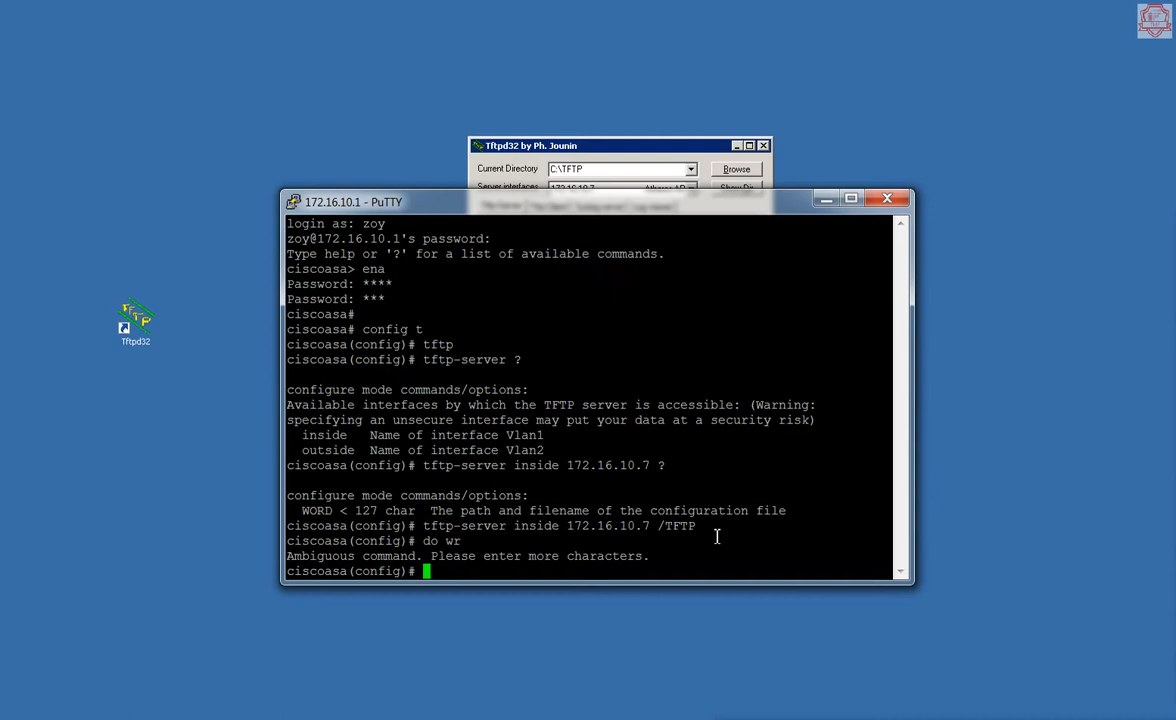 Tftpd32 by Ph. Jounin
Current Directory C:\TFTP Browse
Server interfaces 172.16.10.7 Show Dir
172.16.10.1 - PuTTY
login as: zoy
zoy@172.16.10.1's password:
Type help or '?' for a list of available commands.
ciscoasa> ena
Password: ****
Password: ***
ciscoasa#
ciscoasa# config t
ciscoasa(config)# tftp
ciscoasa(config)# tftp-server ?
configure mode commands/options:
Available interfaces by which the TFTP server is accessible: (Warning:
specifying an unsecure interface may put your data at a security risk)
inside Name of interface Vlan1
outside Name of interface Vlan2
ciscoasa(config)# tftp-server inside 172.16.10.7 ?
configure mode commands/options:
WORD < 127 char The path and filename of the configuration file
ciscoasa(config)# tftp-server inside 172.16.10.7 /TFTP
ciscoasa(config)# do wr
Ambiguous command. Please enter more characters.
ciscoasa(config)#
TFTP
Tftpd32